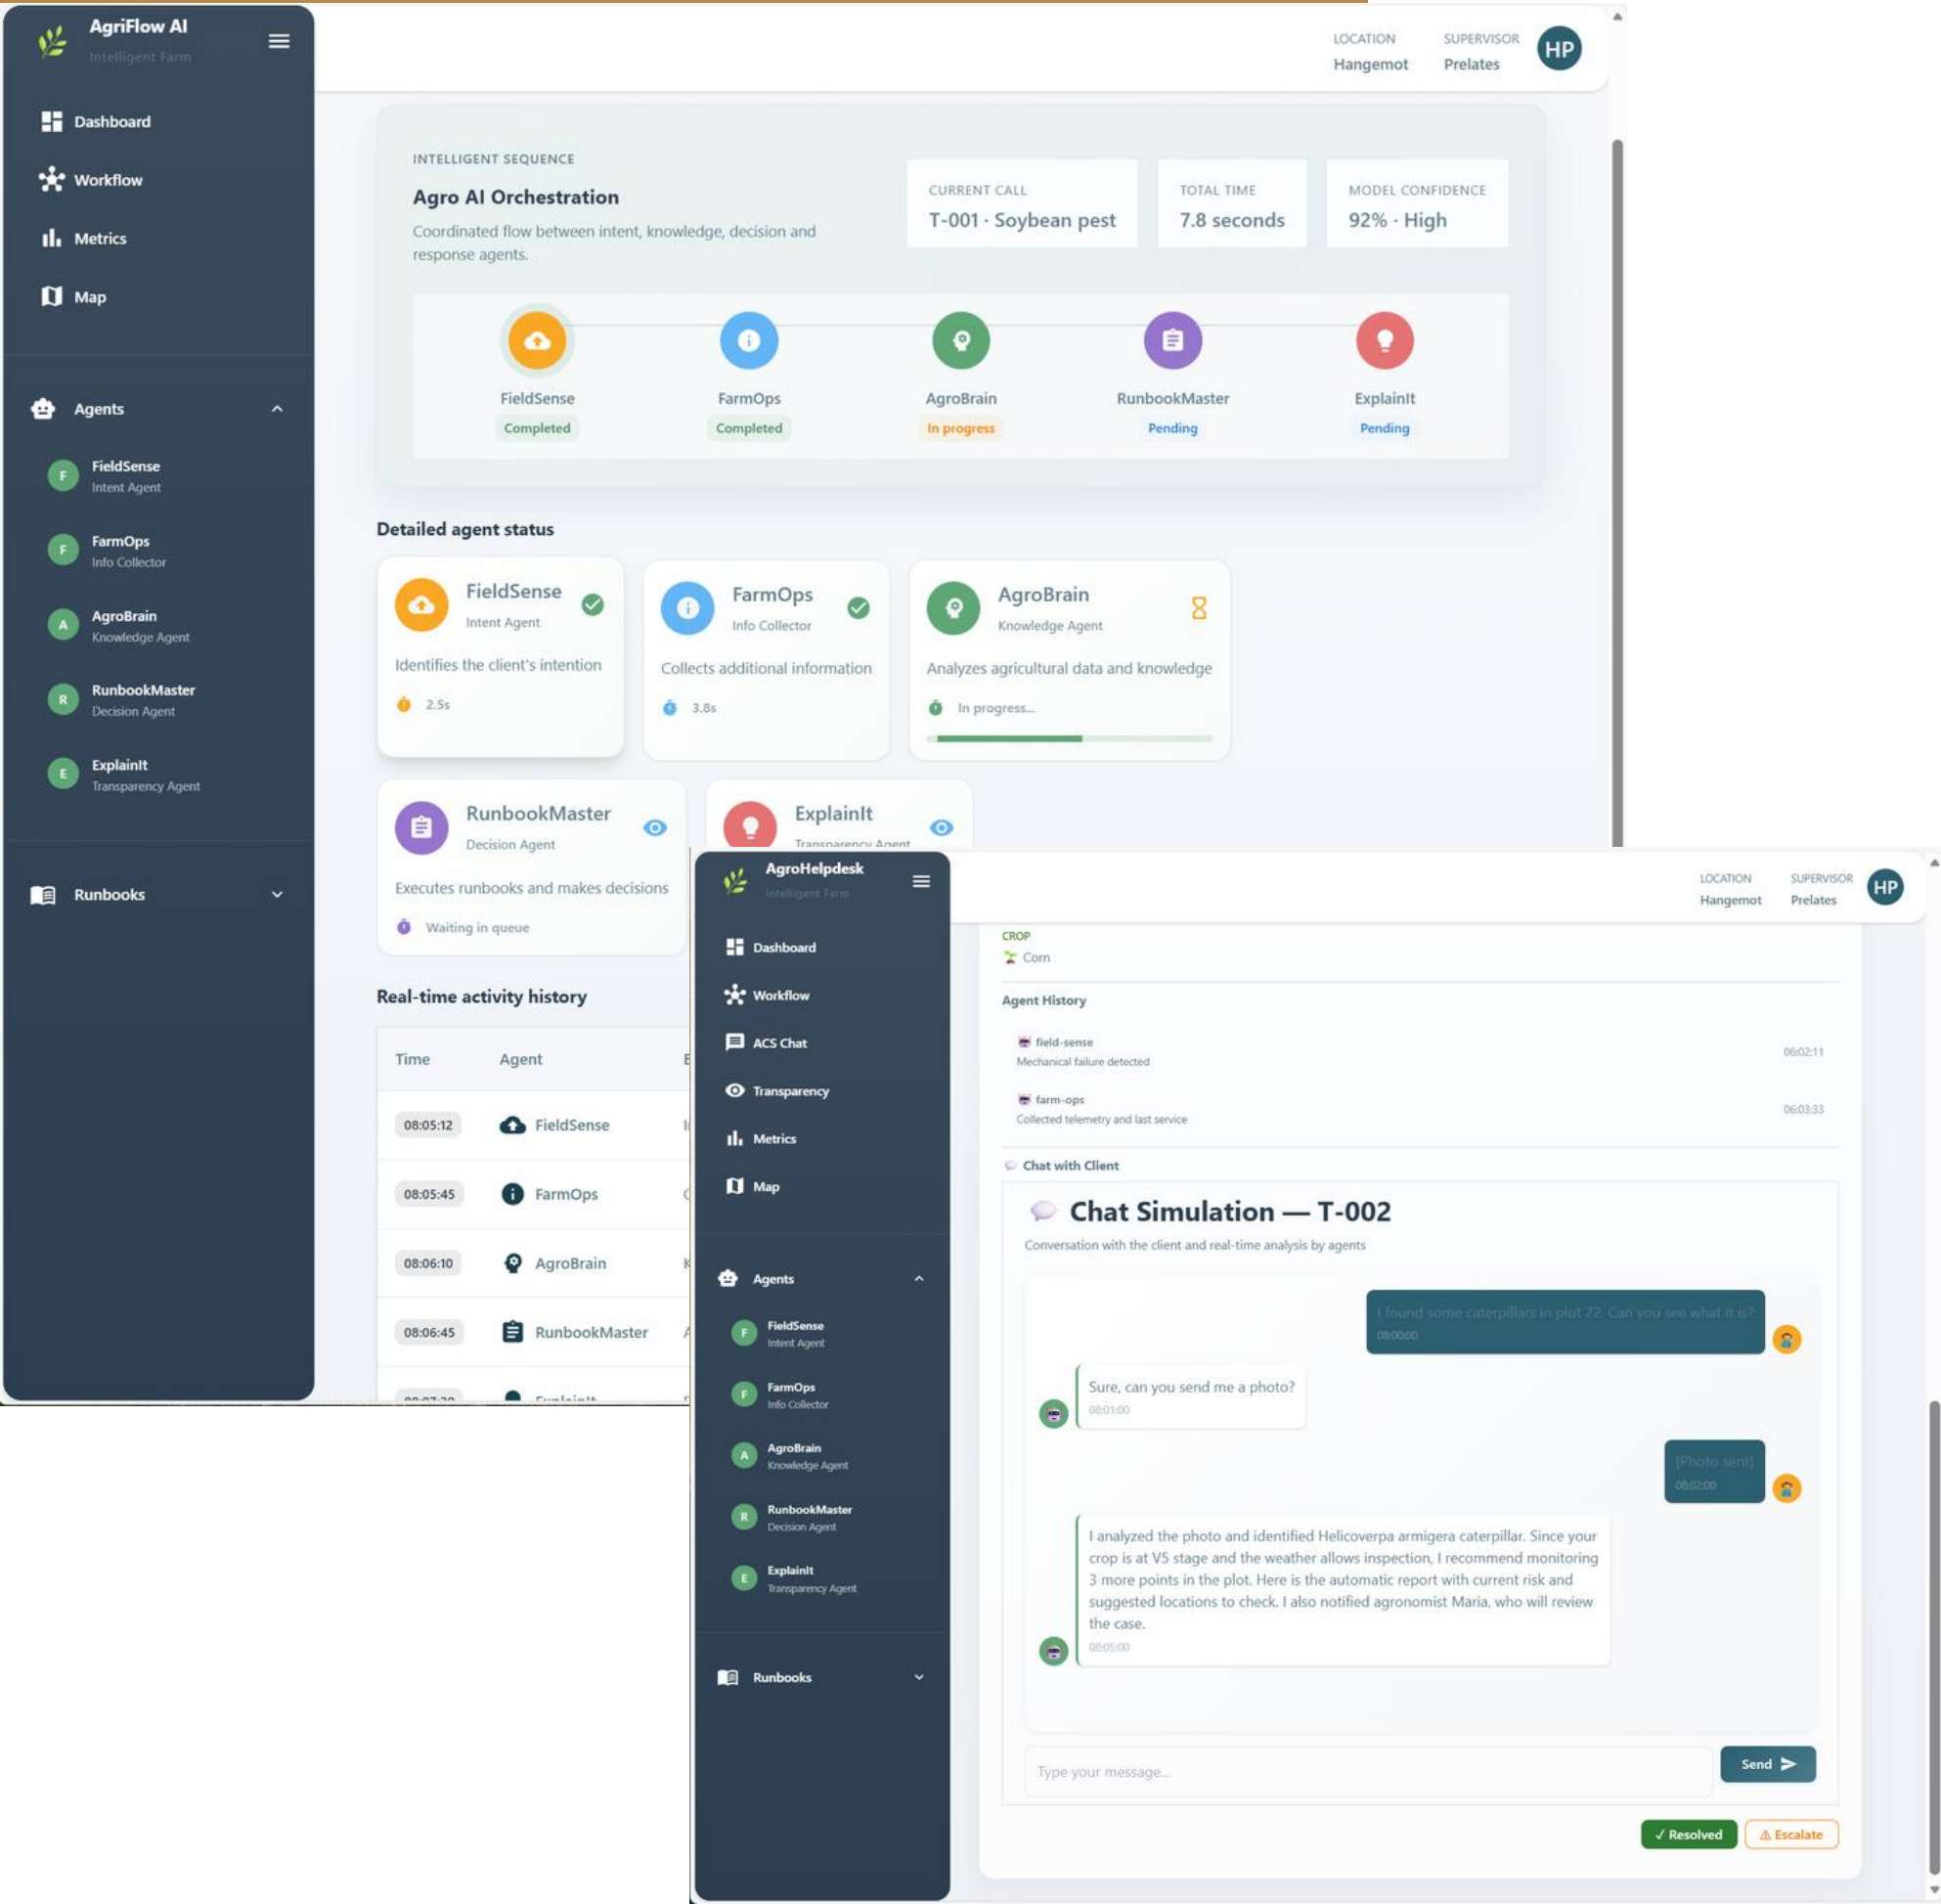 AgriFlow AI
Intelligent Farm
Dashboard
Workflow
Metrics
Map
Agents
F
FieldSense
Intent Agent
F
FarmOps
Info Collector
A
AgroBrain
Knowledge Agent
R
RunbookMaster
Decision Agent
E
ExplainIt
Transparency Agent
Runbooks
LOCATION
Hangemot
SUPERVISOR
Prelates
HP
INTELLIGENT SEQUENCE
Agro AI Orchestration
Coordinated flow between intent, knowledge, decision and
response agents.
CURRENT CALL
T-001 · Soybean pest
TOTAL TIME
7.8 seconds
MODEL CONFIDENCE
92% · High
FieldSense
Completed
FarmOps
Completed
AgroBrain
In progress
RunbookMaster
Pending
ExplainIt
Pending
Detailed agent status
FieldSense
Intent Agent
Identifies the client's intention
2.5s
FarmOps
Info Collector
Collects additional information
3.8s
AgroBrain
Knowledge Agent
Analyzes agricultural data and knowledge
In progress...
RunbookMaster
Decision Agent
Executes runbooks and makes decisions
Waiting in queue
ExplainIt
Transparency Agent
Real-time activity history
Time Agent
08:05:12 FieldSense
08:05:45 FarmOps
08:06:10 AgroBrain
08:06:45 RunbookMaster
ExplainIt
AgroHelpdesk
Intelligent Farm
Dashboard
Workflow
ACS Chat
Transparency
Metrics
Map
Agents
F
FieldSense
Intent Agent
F
FarmOps
Info Collector
A
AgroBrain
Knowledge Agent
R
RunbookMaster
Decision Agent
E
ExplainIt
Transparency Agent
Runbooks
LOCATION
Hangemot
SUPERVISOR
Prelates
HP
CROP
Corn
Agent History
field-sense
Mechanical failure detected
06:02:11
farm-ops
Collected telemetry and last service
06:03:33
Chat with Client
Chat Simulation — T-002
Conversation with the client and real-time analysis by agents
I found some caterpillars in plot 22. Can you see what it is?
08:00:00
Sure, can you send me a photo?
08:01:00
[Photo sent]
08:02:00
I analyzed the photo and identified Helicoverpa armigera caterpillar. Since your
crop is at V5 stage and the weather allows inspection, I recommend monitoring
3 more points in the plot. Here is the automatic report with current risk and
suggested locations to check. I also notified agronomist Maria, who will review
the case.
08:05:00
Type your message...
Send
✓ Resolved
⚠ Escalate